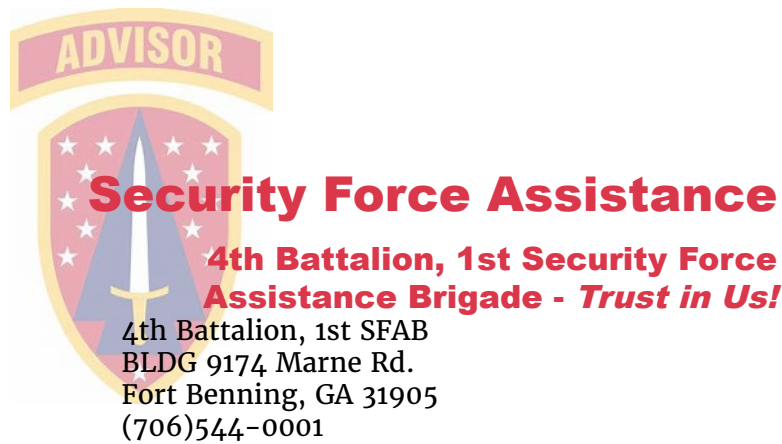 ADVISOR
Security Force Assistance
4th Battalion, 1st Security Force
Assistance Brigade - Trust in Us!
4th Battalion, 1st SFAB
BLDG 9174 Marne Rd.
Fort Benning, GA 31905
(706)544-0001